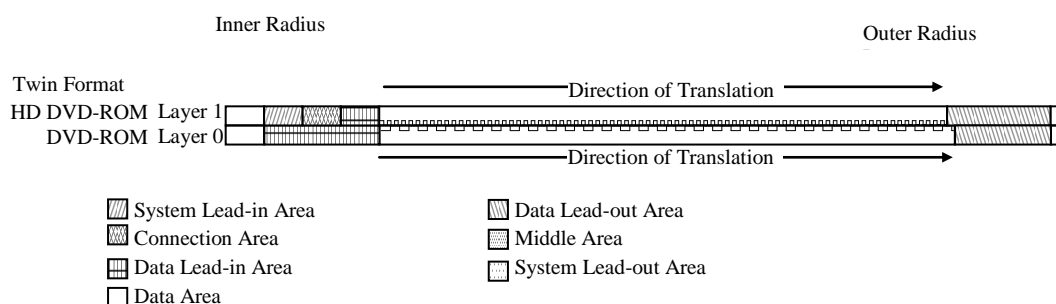 Inner Radius
Outer Radius
Twin Format
Direction of Translation
HD DVD-ROM Layer 1
DVD-ROM Layer 0
Direction of Translation
System Lead-in Area
Data Lead-out Area
Connection Area
Middle Area
Data Lead-in Area
System Lead-out Area
Data Area